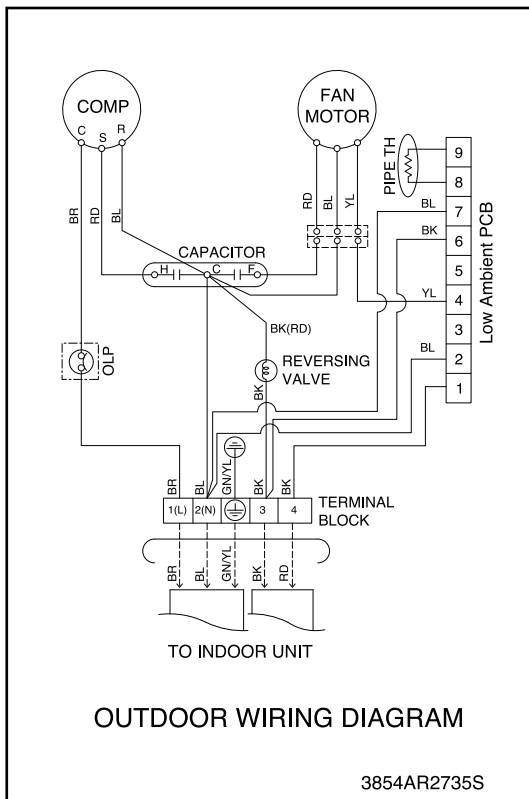 COMP
C
S
R
FAN
MOTOR
PIPE TH
9
8
7
6
5
4
3
2
1
Low Ambient PCB
BR
RD
BL
RD
BL
YL
BL
BK
YL
BL
CAPACITOR
H
C
F
BK(RD)
OLP
REVERSING
VALVE
BK
BR
BL
GN/YL
BK
BK
1(L)
2(N)
3
4
TERMINAL
BLOCK
BR
BL
GN/YL
BK
RD
TO INDOOR UNIT
OUTDOOR WIRING DIAGRAM
3854AR2735S